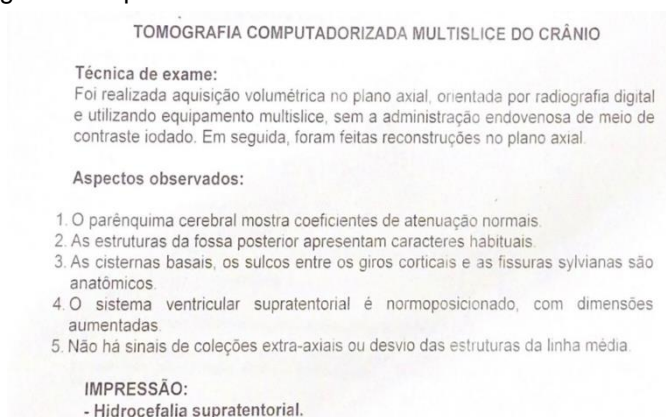 TOMOGRAFIA COMPUTADORIZADA MULTISLICE DO CRÂNIO
Técnica de exame:
Foi realizada aquisição volumétrica no plano axial, orientada por radiografia digital
e utilizando equipamento multislice, sem a administração endovenosa de meio de
contraste iodado. Em seguida, foram feitas reconstruções no plano axial.
Aspectos observados:
1. O parênquima cerebral mostra coeficientes de atenuação normais.
2. As estruturas da fossa posterior apresentam caracteres habituais.
3. As cisternas basais, os sulcos entre os giros corticais e as fissuras sylvianas são
anatômicos.
4. O sistema ventricular supratentorial é normoposicionado, com dimensões
aumentadas.
5. Não há sinais de coleções extra-axiais ou desvio das estruturas da linha média.
IMPRESSÃO:
- Hidrocefalia supratentorial.